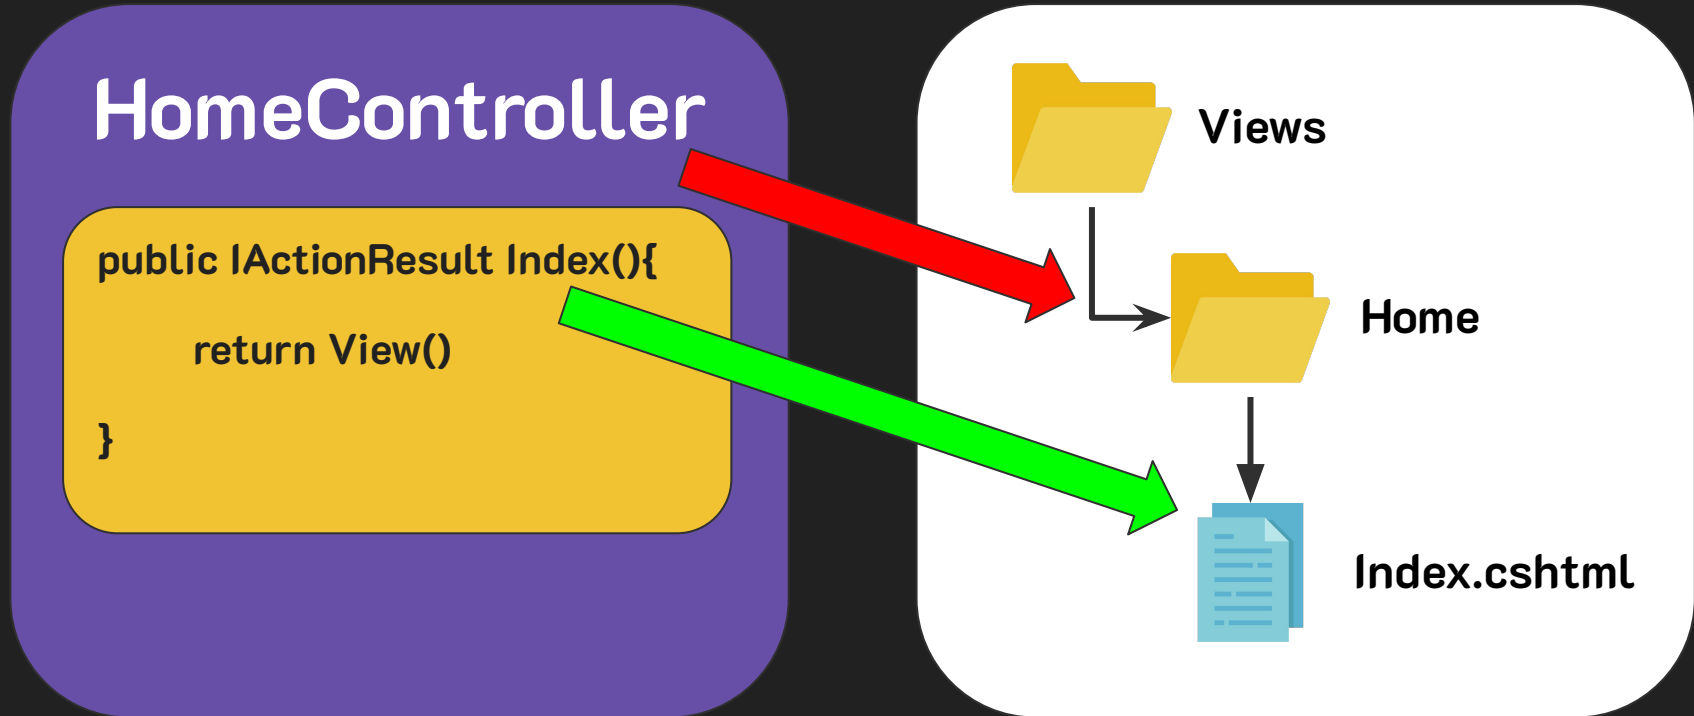 HomeController
public IActionResult Index(){
return View()
}
Views
Home
Index.cshtml